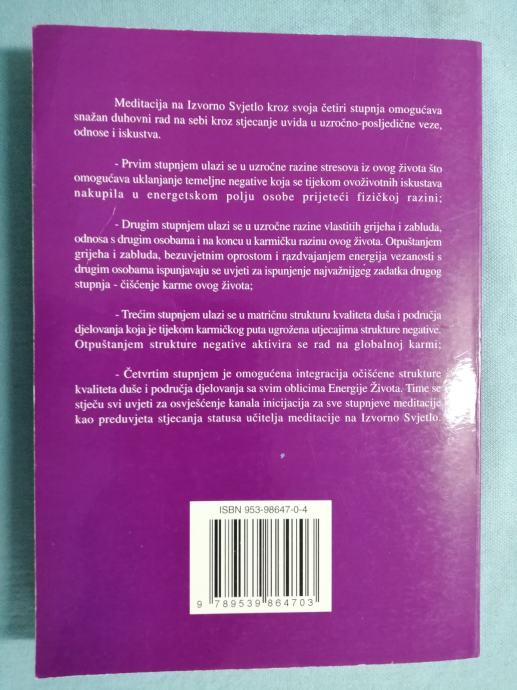 Meditacija na Izvorno Svjetlo kroz svoja četiri stupnja omogućava
snažan duhovni rad na sebi kroz stjecanje uvida u uzročno-posljedične veze,
odnose i iskustva.
- Prvim stupnjem ulazi se u uzročne razine stresova iz ovog života što
omogućava uklanjanje temeljne negative koja se tijekom ovoživotnih iskustava
nakupila u energetskom polju osobe prijeteći fizičkoj razini;
- Drugim stupnjem ulazi se u uzročne razine vlastitih grijeha i zabluda,
odnosa s drugim osobama i na koncu u karmičku razinu ovog života. Otpuštanjem
grijeha i zabluda, bezuvjetnim oprostom i razdvajanjem energija vezanosti s
drugim osobama ispunjavaju se uvjeti za ispunjenje najvažnijeg zadatka drugog
stupnja - čišćenje karme ovog života;
- Trećim stupnjem ulazi se u matričnu strukturu kvaliteta duša i područja
djelovanja koja je tijekom karmičkog puta ugrožena utjecajima strukture negative.
Otpuštanjem strukture negative aktivira se rad na globalnoj karmi;
- Četvrtim stupnjem je omogućena integracija očišćene strukture
kvaliteta duše i područja djelovanja sa svim oblicima Energije Života. Time se
stječu svi uvjeti za osvješćenje kanala inicijacija za sve stupnjeve meditacije
kao preduvjeta stjecanja statusa učitelja meditacije na Izvorno Svjetlo.
ISBN 953-98647-0-4
9 789539 864703